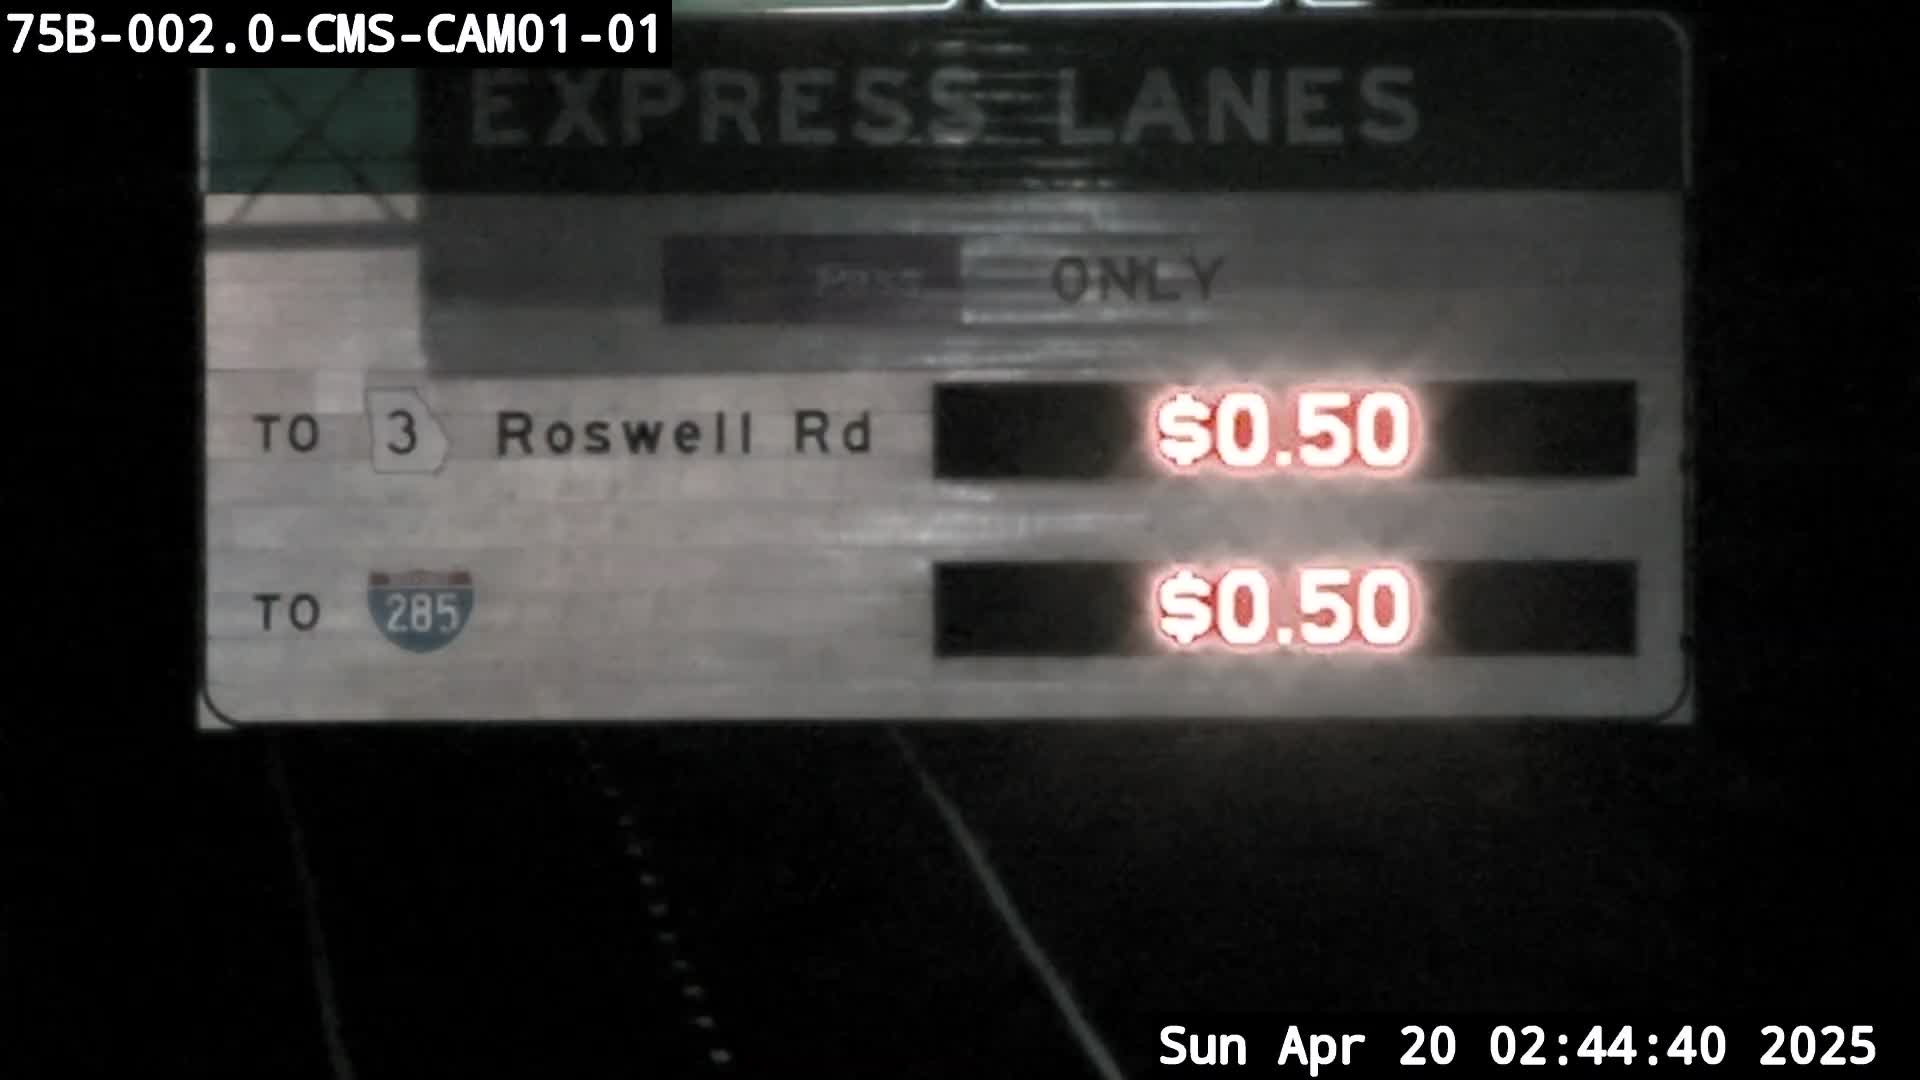 75B-002.0-CMS-CAM01-01
EXPRESS LANES
PASS ONLY
TO 3 Roswell Rd $0.50
TO 285 $0.50
Sun Apr 20 02:44:40 2025